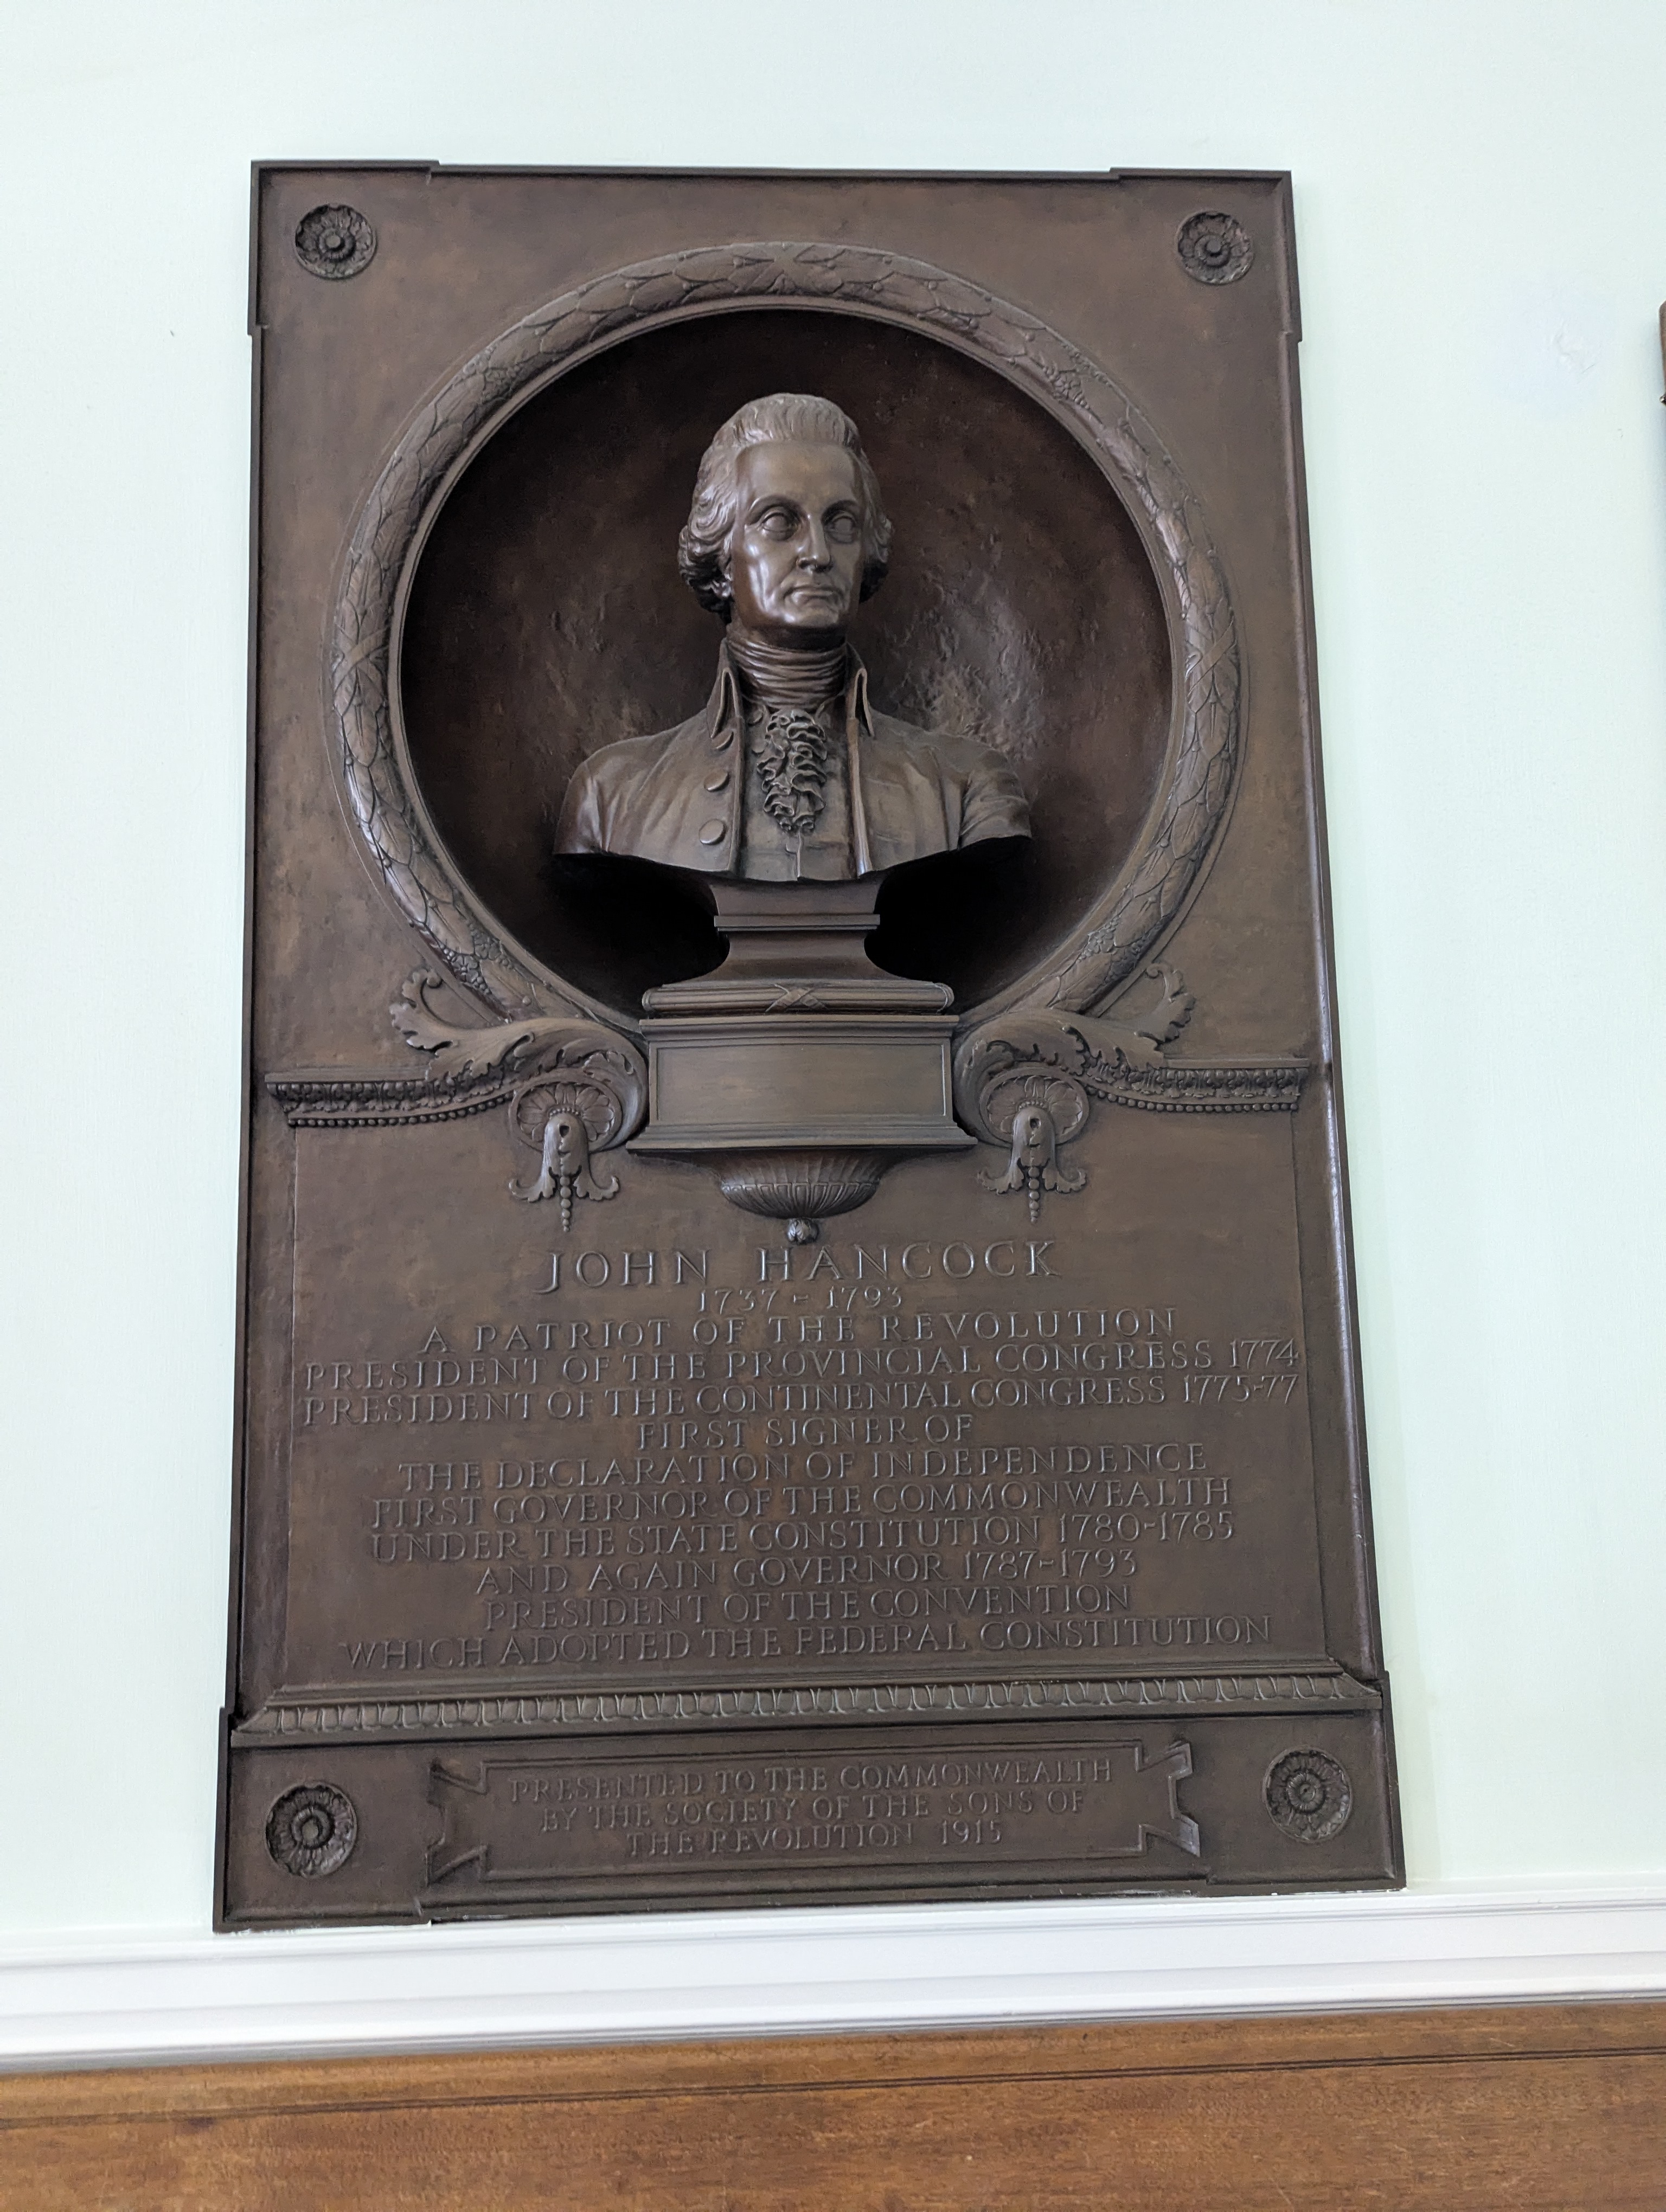 JOHN HANCOCK
1737-1793
A PATRIOT OF THE REVOLUTION
PRESIDENT OF THE PROVINCIAL CONGRESS 1774
PRESIDENT OF THE CONTINENTAL CONGRESS 1775-77
FIRST SIGNER OF
THE DECLARATION OF INDEPENDENCE
FIRST GOVERNOR OF THE COMMONWEALTH
UNDER THE STATE CONSTITUTION 1780-1785
AND AGAIN GOVERNOR 1787-1793
PRESIDENT OF THE CONVENTION
WHICH ADOPTED THE FEDERAL CONSTITUTION
PRESENTED TO THE COMMONWEALTH
BY THE SOCIETY OF THE SONS OF
THE REVOLUTION 1915